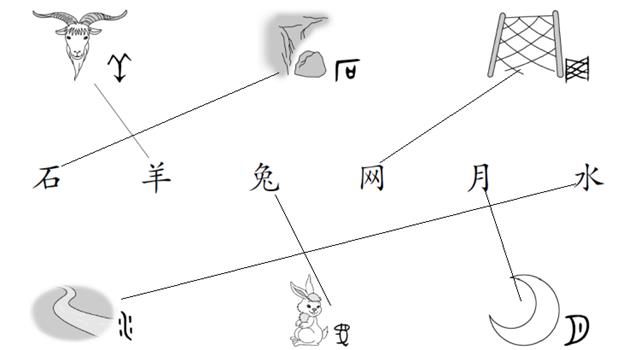 石 羊 兔 网 月 水